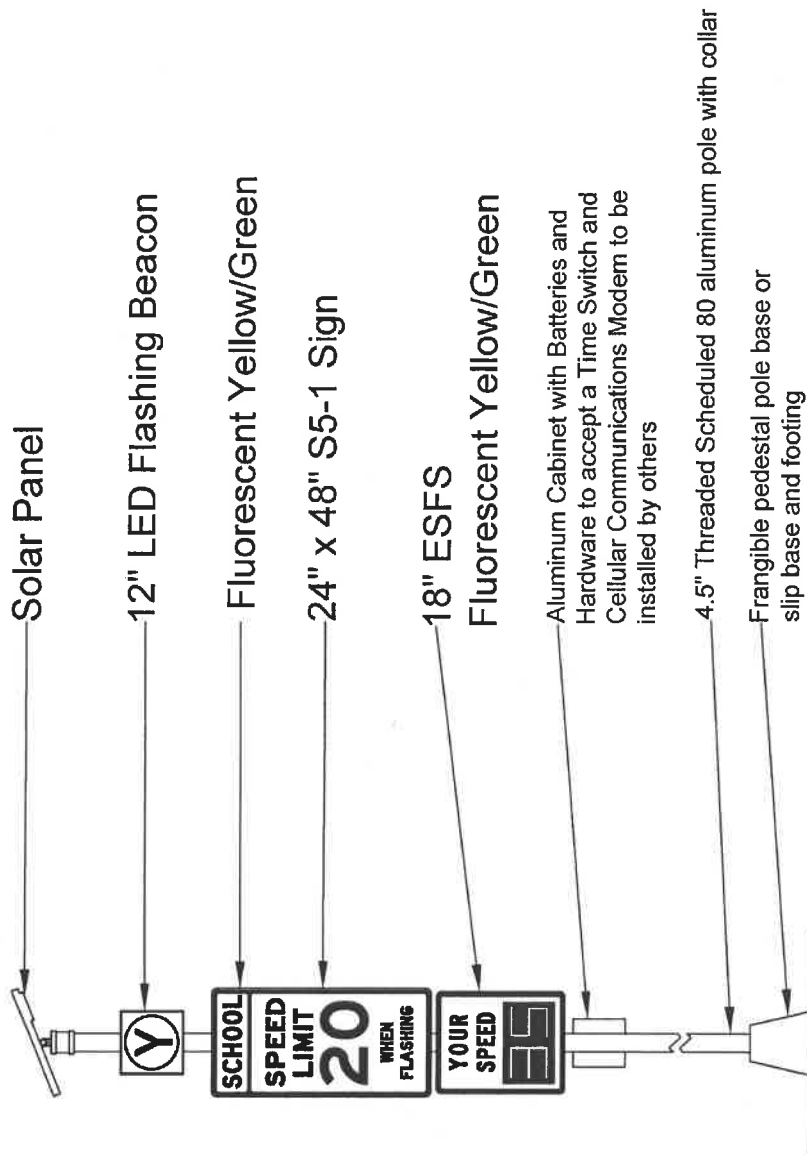 Solar Panel
12" LED Flashing Beacon
Fluorescent Yellow/Green
24" x 48" S5-1 Sign
18" ESFS
Fluorescent Yellow/Green
Aluminum Cabinet with Batteries and
Hardware to accept a Time Switch and
Cellular Communications Modem to be
installed by others
4.5" Threaded Scheduled 80 aluminum pole with collar
Frangible pedestal pole base or
slip base and footing
Y
SCHOOL
SPEED
LIMIT
20
WHEN
FLASHING
YOUR
SPEED
35